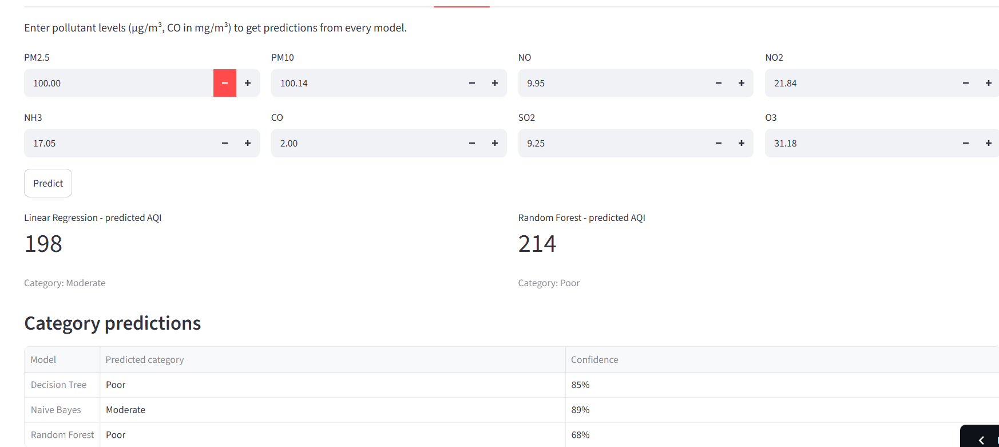 Enter pollutant levels (µg/m³, CO in mg/m³) to get predictions from every model.
PM2.5 PM10 NO NO2
100.00 − + 100.14 − + 9.95 − + 21.84 − +
NH3 CO SO2 O3
17.05 − + 2.00 − + 9.25 − + 31.18 − +
Predict
Linear Regression - predicted AQI Random Forest - predicted AQI
198 214
Category: Moderate Category: Poor
Category predictions
Model Predicted category Confidence
Decision Tree Poor 85%
Naive Bayes Moderate 89%
Random Forest Poor 68%